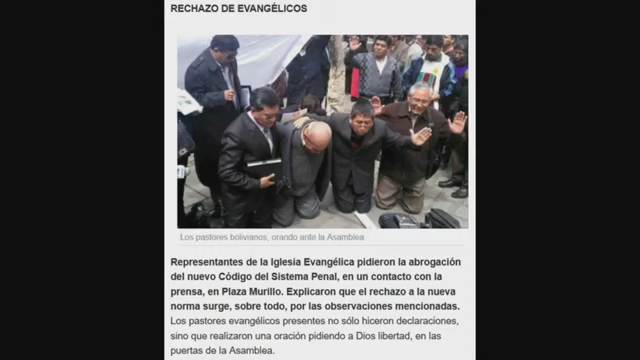 RECHAZO DE EVANGÉLICOS
Los pastores bolivianos, orando ante la Asamblea
Representantes de la Iglesia Evangélica pidieron la abrogación
del nuevo Código del Sistema Penal, en un contacto con la
prensa, en Plaza Murillo. Explicaron que el rechazo a la nueva
norma surge, sobre todo, por las observaciones mencionadas.
Los pastores evangélicos presentes no sólo hiceron declaraciones,
sino que realizaron una oración pidiendo a Dios libertad, en las
puertas de la Asamblea.